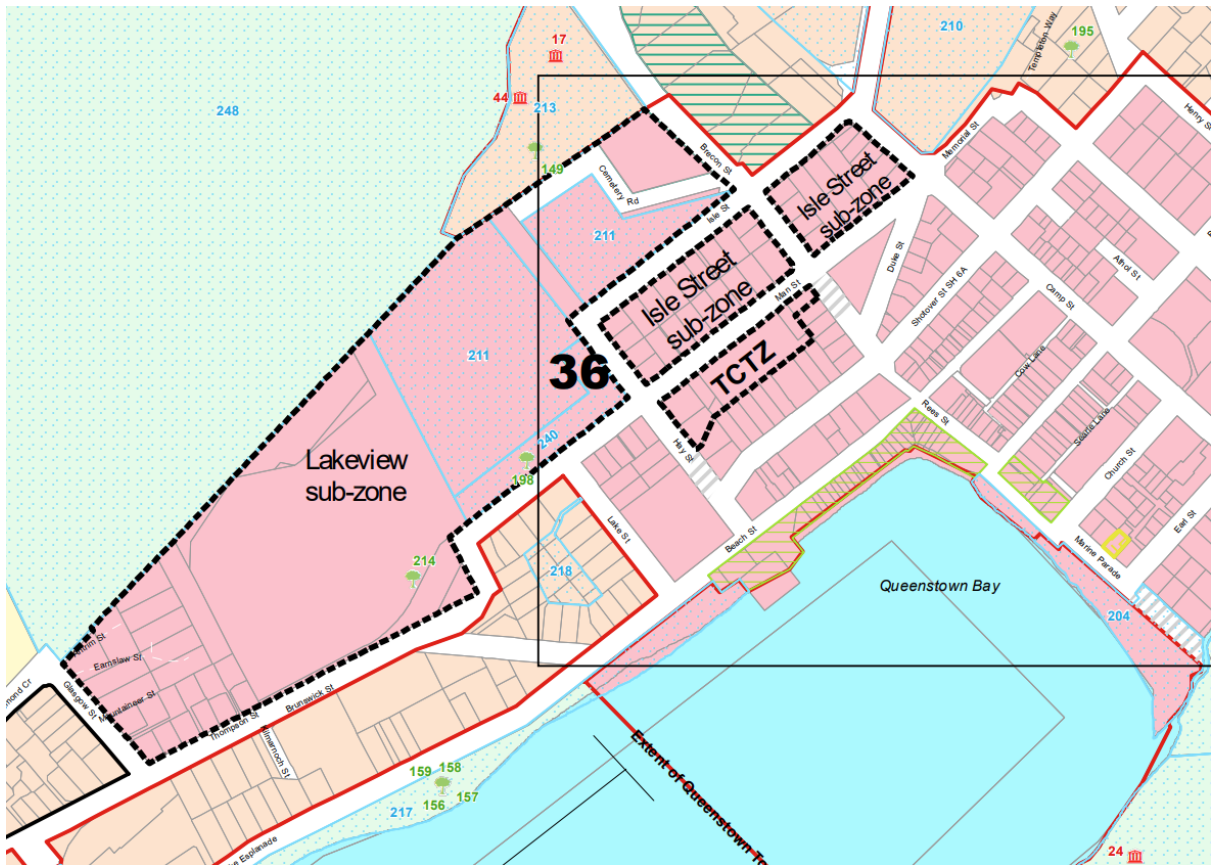 17
210
195
Templeton Way
248
44
213
Henry St
Memorial St
149
Brecon St
Cemetery
Rd
Isle Street
sub-zone
Isle St
211
Duke St
Athol St
Isle Street
sub-zone
Man St
Shotover St SH 6A
Camp St
211
36
TCTZ
Cow Lane
Rees St
Searle Lane
240
198
Hay St
Church St
Lakeview
sub-zone
Lake St
Beach St
Earl St
Marine Parade
214
218
Queenstown Bay
204
Earnslaw St
Glasgow St
Mountaineer St
Thompson St
Brunswick St
159
158
156
157
217
Extent of Queenstown To
24